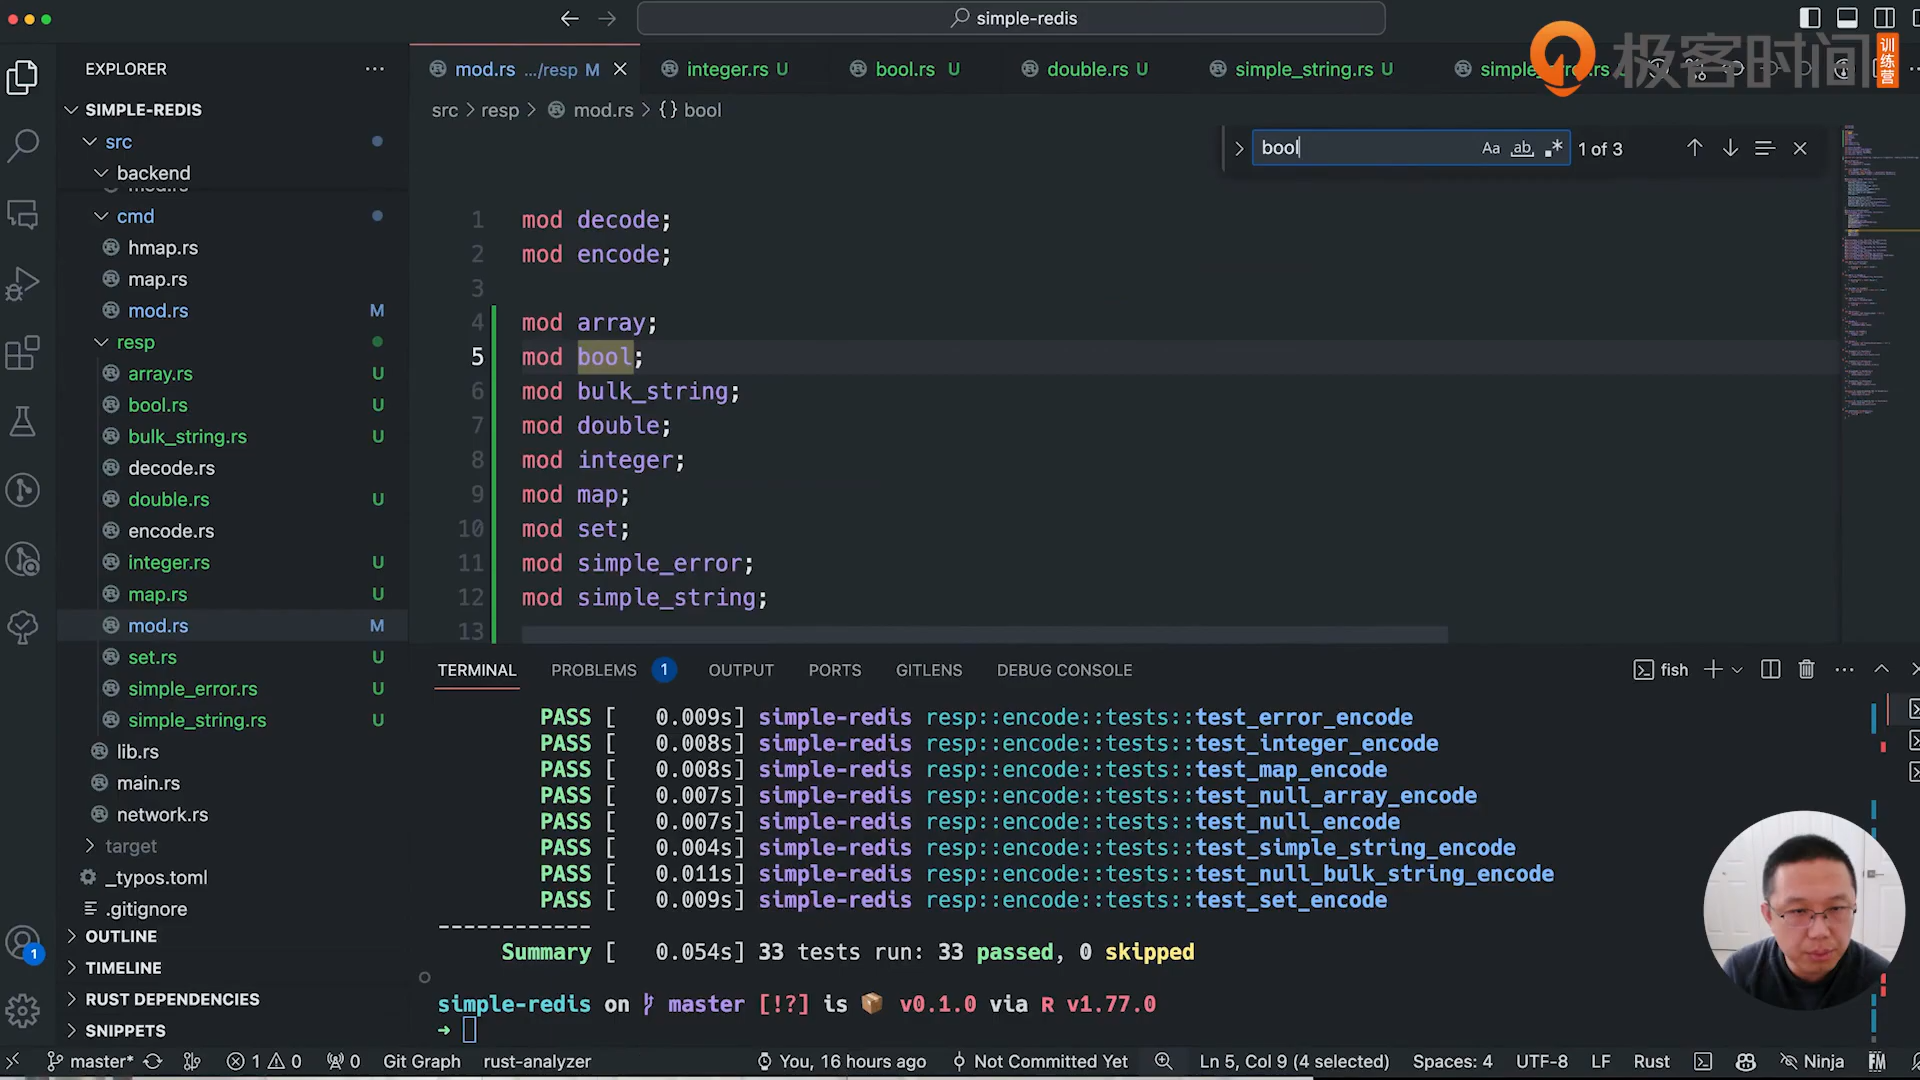 simple-redis
EXPLORER
SIMPLE-REDIS
src
backend
cmd
hmap.rs
map.rs
mod.rs M
resp
array.rs U
bool.rs U
bulk_string.rs U
decode.rs
double.rs U
encode.rs
integer.rs U
map.rs U
mod.rs M
set.rs U
simple_error.rs U
simple_string.rs U
lib.rs
main.rs
network.rs
target
_typos.toml
.gitignore
OUTLINE
TIMELINE
RUST DEPENDENCIES
SNIPPETS
mod.rs .../resp M
integer.rs U
bool.rs U
double.rs U
simple_string.rs U
极客时间
训练营
src > resp > mod.rs > {} bool
bool
Aa ab .*
1 of 3
1 mod decode;
2 mod encode;
3
4 mod array;
5 mod bool;
6 mod bulk_string;
7 mod double;
8 mod integer;
9 mod map;
10 mod set;
11 mod simple_error;
12 mod simple_string;
13
TERMINAL PROBLEMS 1 OUTPUT PORTS GITLENS DEBUG CONSOLE
fish
PASS [ 0.009s] simple-redis resp::encode::tests::test_error_encode
PASS [ 0.008s] simple-redis resp::encode::tests::test_integer_encode
PASS [ 0.008s] simple-redis resp::encode::tests::test_map_encode
PASS [ 0.007s] simple-redis resp::encode::tests::test_null_array_encode
PASS [ 0.007s] simple-redis resp::encode::tests::test_null_encode
PASS [ 0.004s] simple-redis resp::encode::tests::test_simple_string_encode
PASS [ 0.011s] simple-redis resp::encode::tests::test_null_bulk_string_encode
PASS [ 0.009s] simple-redis resp::encode::tests::test_set_encode
------------
Summary [ 0.054s] 33 tests run: 33 passed, 0 skipped
simple-redis on master [!?] is 📦 v0.1.0 via R v1.77.0
➜
1
master* 1 0 0 Git Graph rust-analyzer You, 16 hours ago Not Committed Yet Ln 5, Col 9 (4 selected) Spaces: 4 UTF-8 LF Rust Ninja